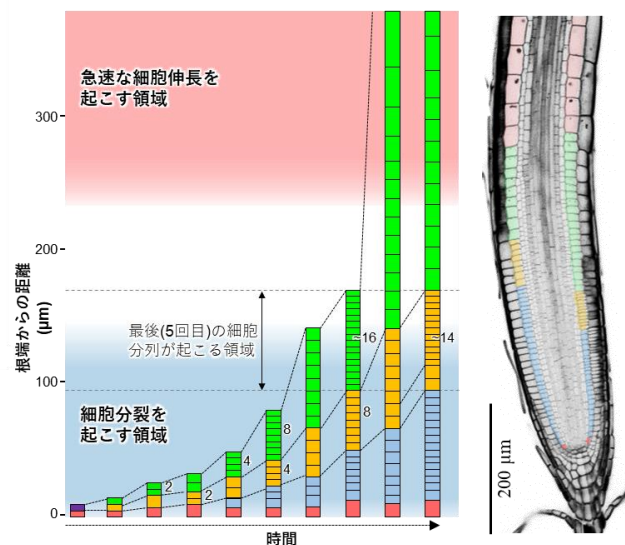 急速な細胞伸長を
起こす領域
300
200
100
0
根端からの距離
(μm)
最後(5回目)の細胞
分列が起こる領域
細胞分裂を
起こす領域
2
2
4
4
8
8
~16
~14
時間
200 μm